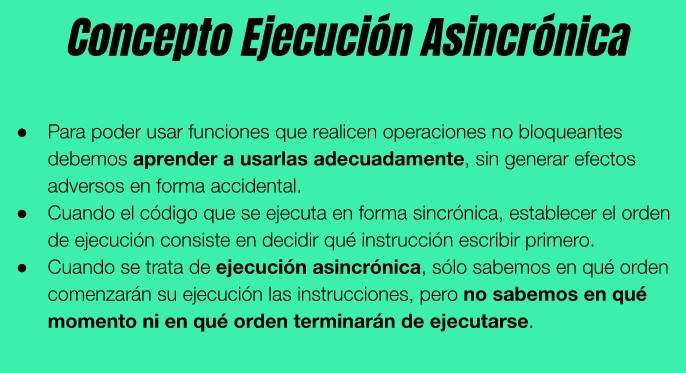 Concepto Ejecución Asincrónica
● Para poder usar funciones que realicen operaciones no bloqueantes
debemos aprender a usarlas adecuadamente, sin generar efectos
adversos en forma accidental.
● Cuando el código que se ejecuta en forma sincrónica, establecer el orden
de ejecución consiste en decidir qué instrucción escribir primero.
● Cuando se trata de ejecución asincrónica, sólo sabemos en qué orden
comenzarán su ejecución las instrucciones, pero no sabemos en qué
momento ni en qué orden terminarán de ejecutarse.